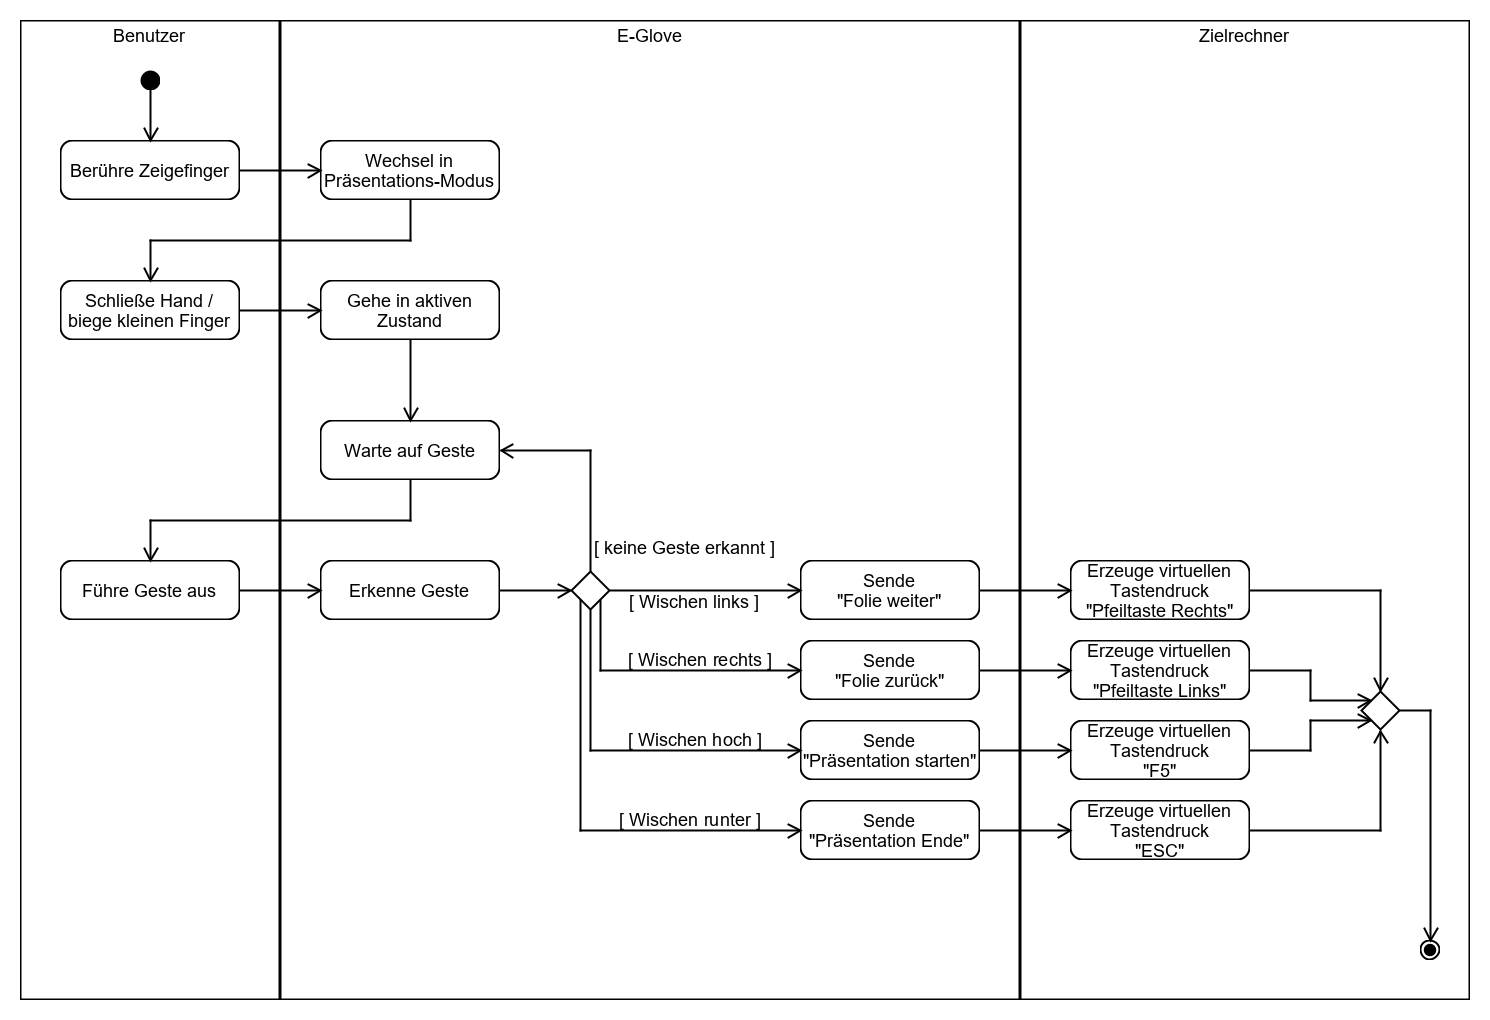 Benutzer
E-Glove
Zielrechner
Berühre Zeigefinger
Wechsel in
Präsentations-Modus
Schließe Hand /
biege kleinen Finger
Gehe in aktiven
Zustand
Warte auf Geste
Führe Geste aus
Erkenne Geste
[ keine Geste erkannt ]
[ Wischen links ]
Sende
"Folie weiter"
Erzeuge virtuellen
Tastendruck
"Pfeiltaste Rechts"
[ Wischen rechts ]
Sende
"Folie zurück"
Erzeuge virtuellen
Tastendruck
"Pfeiltaste Links"
[ Wischen hoch ]
Sende
"Präsentation starten"
Erzeuge virtuellen
Tastendruck
"F5"
[ Wischen runter ]
Sende
"Präsentation Ende"
Erzeuge virtuellen
Tastendruck
"ESC"